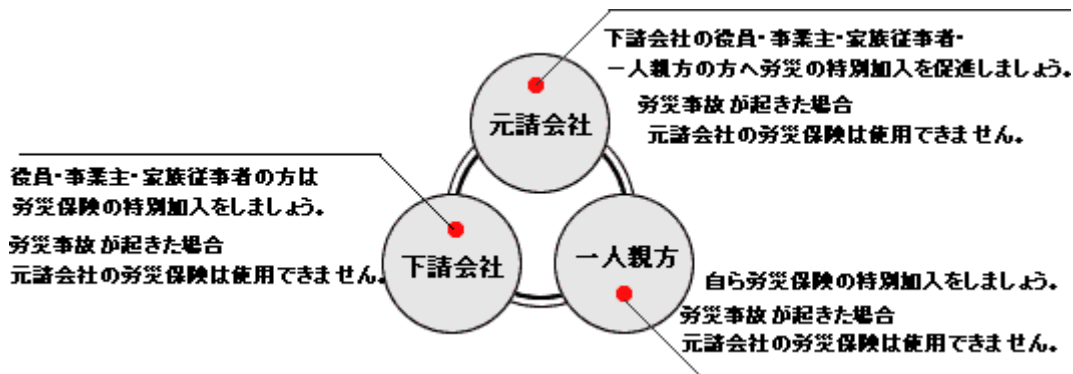 下請会社の役員・事業主・家族従事者・
一人親方の方へ労災の特別加入を促進しましょう。
労災事故が起きた場合
元請会社の労災保険は使用できません。
元請会社
役員・事業主・家族従事者の方は
労災保険の特別加入をしましょう。
労災事故が起きた場合
元請会社の労災保険は使用できません。
下請会社
一人親方
自ら労災保険の特別加入をしましょう。
労災事故が起きた場合
元請会社の労災保険は使用できません。